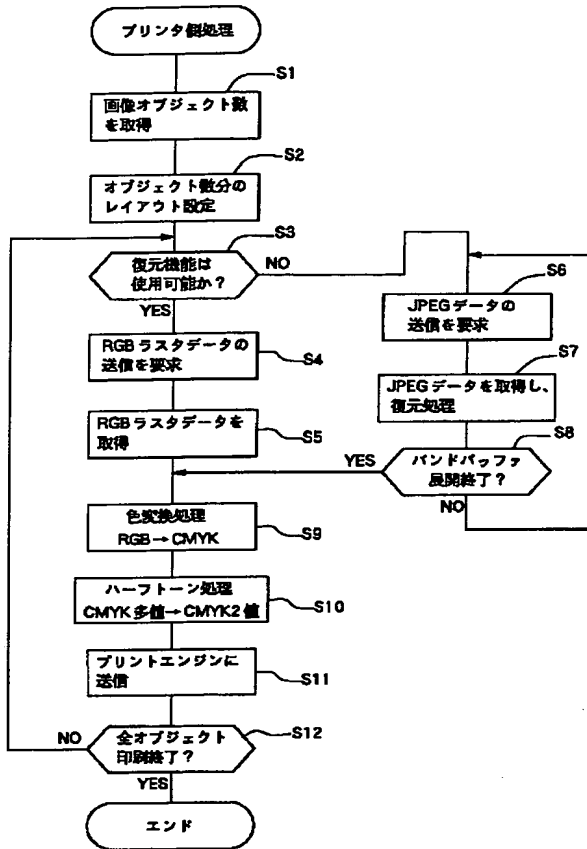 プリンタ側処理
S1
画像オブジェクト数
を取得
S2
オブジェクト数分の
レイアウト設定
S3
復元機能は
使用可能か?
NO
YES
RGBラスタデータの
送信を要求
S4
RGBラスタデータを
取得
S5
S6
JPEGデータの
送信を要求
S7
JPEGデータを取得し、
復元処理
S8
バンドバッファ
展開終了?
YES
NO
色変換処理
RGB→CMYK
S9
ハーフトーン処理
CMYK多値→CMYK2値
S10
プリントエンジンに
送信
S11
全オブジェクト
印刷終了?
S12
NO
YES
エンド